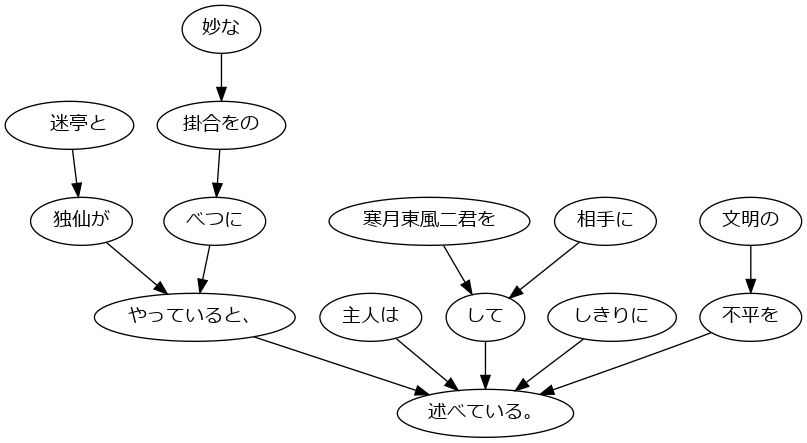 妙な
迷亭と
掛合をの
独仙が
べつに
寒月東風二君を
相手に
文明の
やっていると、
主人は
して
しきりに
不平を
述べている。